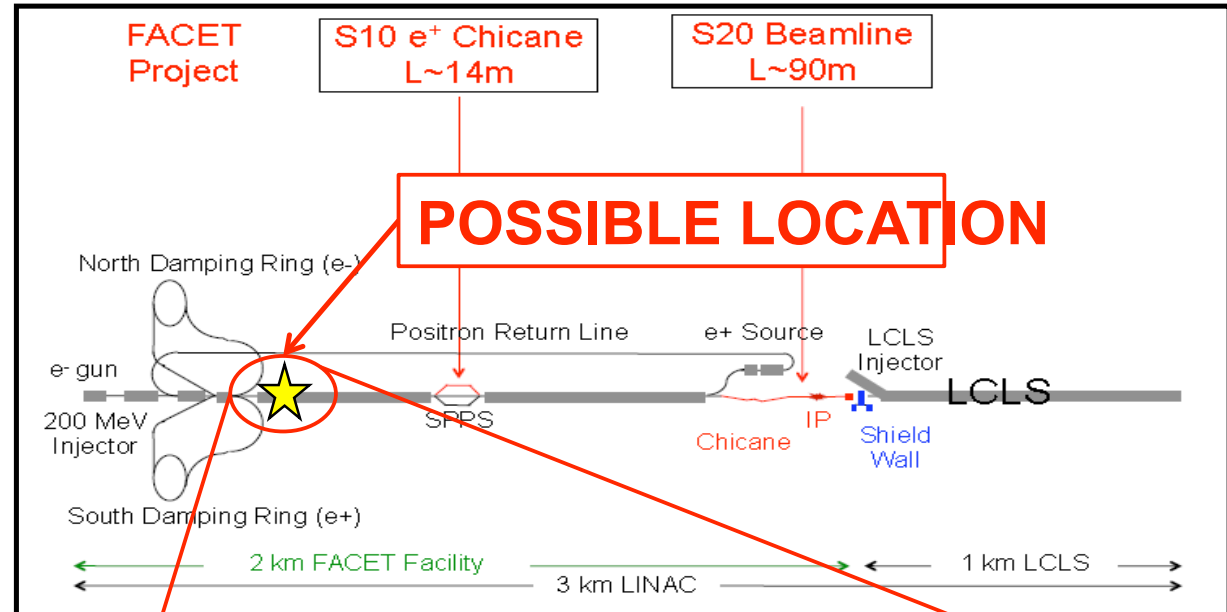 FACET
Project
S10 e+ Chicane
L~14m
S20 Beamline
L~90m
POSSIBLE LOCATION
North Damping Ring (e-)
Positron Return Line
e+ Source
LCLS
Injector
e- gun
LCLS
200 MeV
Injector
SPPS
IP
Chicane
Shield
Wall
South Damping Ring (e+)
2 km FACET Facility
1 km LCLS
3 km LINAC